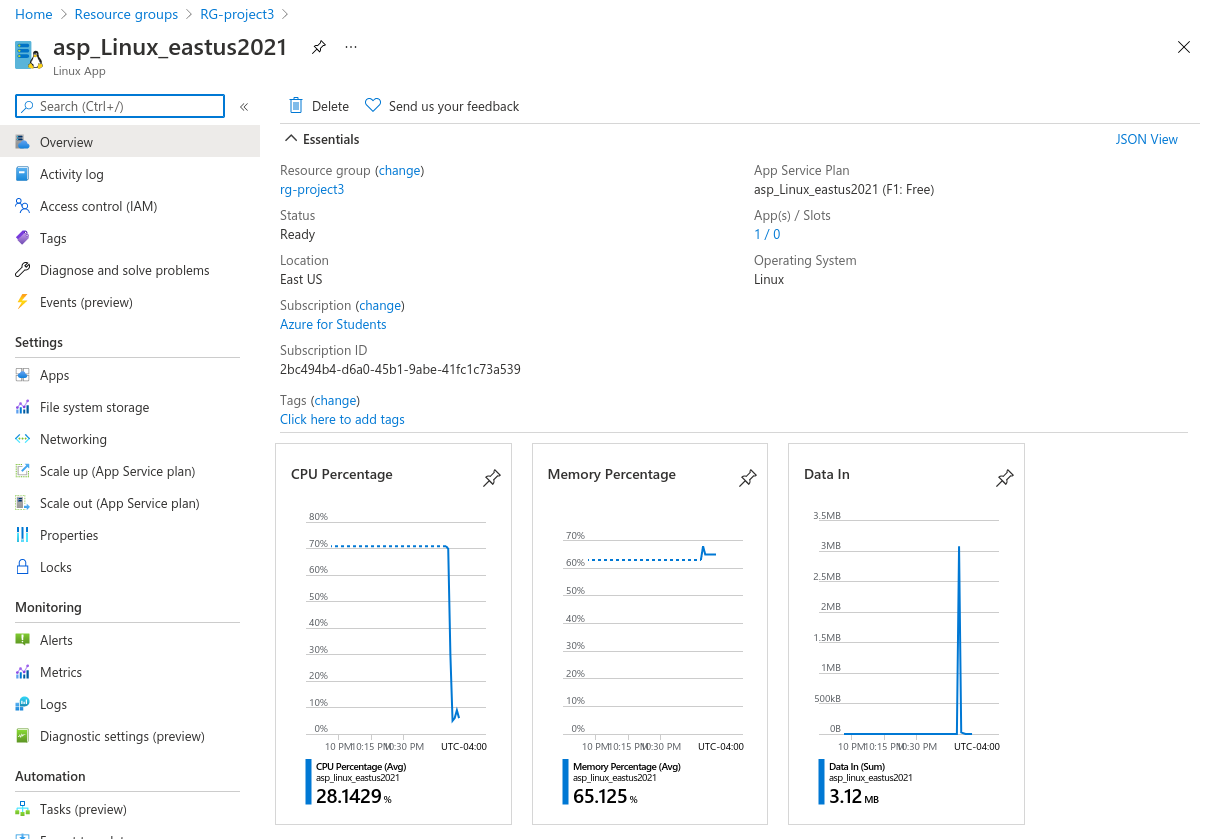 Home > Resource groups > RG-project3 >
asp_Linux_eastus2021 ...
Linux App
Search (Ctrl+/) «
Overview
Activity log
Access control (IAM)
Tags
Diagnose and solve problems
Events (preview)
Settings
Apps
File system storage
Networking
Scale up (App Service plan)
Scale out (App Service plan)
Properties
Locks
Monitoring
Alerts
Metrics
Logs
Diagnostic settings (preview)
Automation
Tasks (preview)
Delete Send us your feedback
Essentials JSON View
Resource group (change)
rg-project3
Status
Ready
Location
East US
Subscription (change)
Azure for Students
Subscription ID
2bc494b4-d6a0-45b1-9abe-41fc1c73a539
Tags (change)
Click here to add tags
App Service Plan
asp_Linux_eastus2021 (F1: Free)
App(s) / Slots
1 / 0
Operating System
Linux
CPU Percentage
80%
70%
60%
50%
40%
30%
20%
10%
0%
10 PM 10:15 PM 10:30 PM UTC-04:00
CPU Percentage (Avg)
asp_linux_eastus2021
28.1429 %
Memory Percentage
70%
60%
50%
40%
30%
20%
10%
0%
10 PM 10:15 PM 10:30 PM UTC-04:00
Memory Percentage (Avg)
asp_linux_eastus2021
65.125 %
Data In
3.5MB
3MB
2.5MB
2MB
1.5MB
1MB
500kB
0B
10 PM 10:15 PM 10:30 PM UTC-04:00
Data In (Sum)
asp_linux_eastus2021
3.12 MB